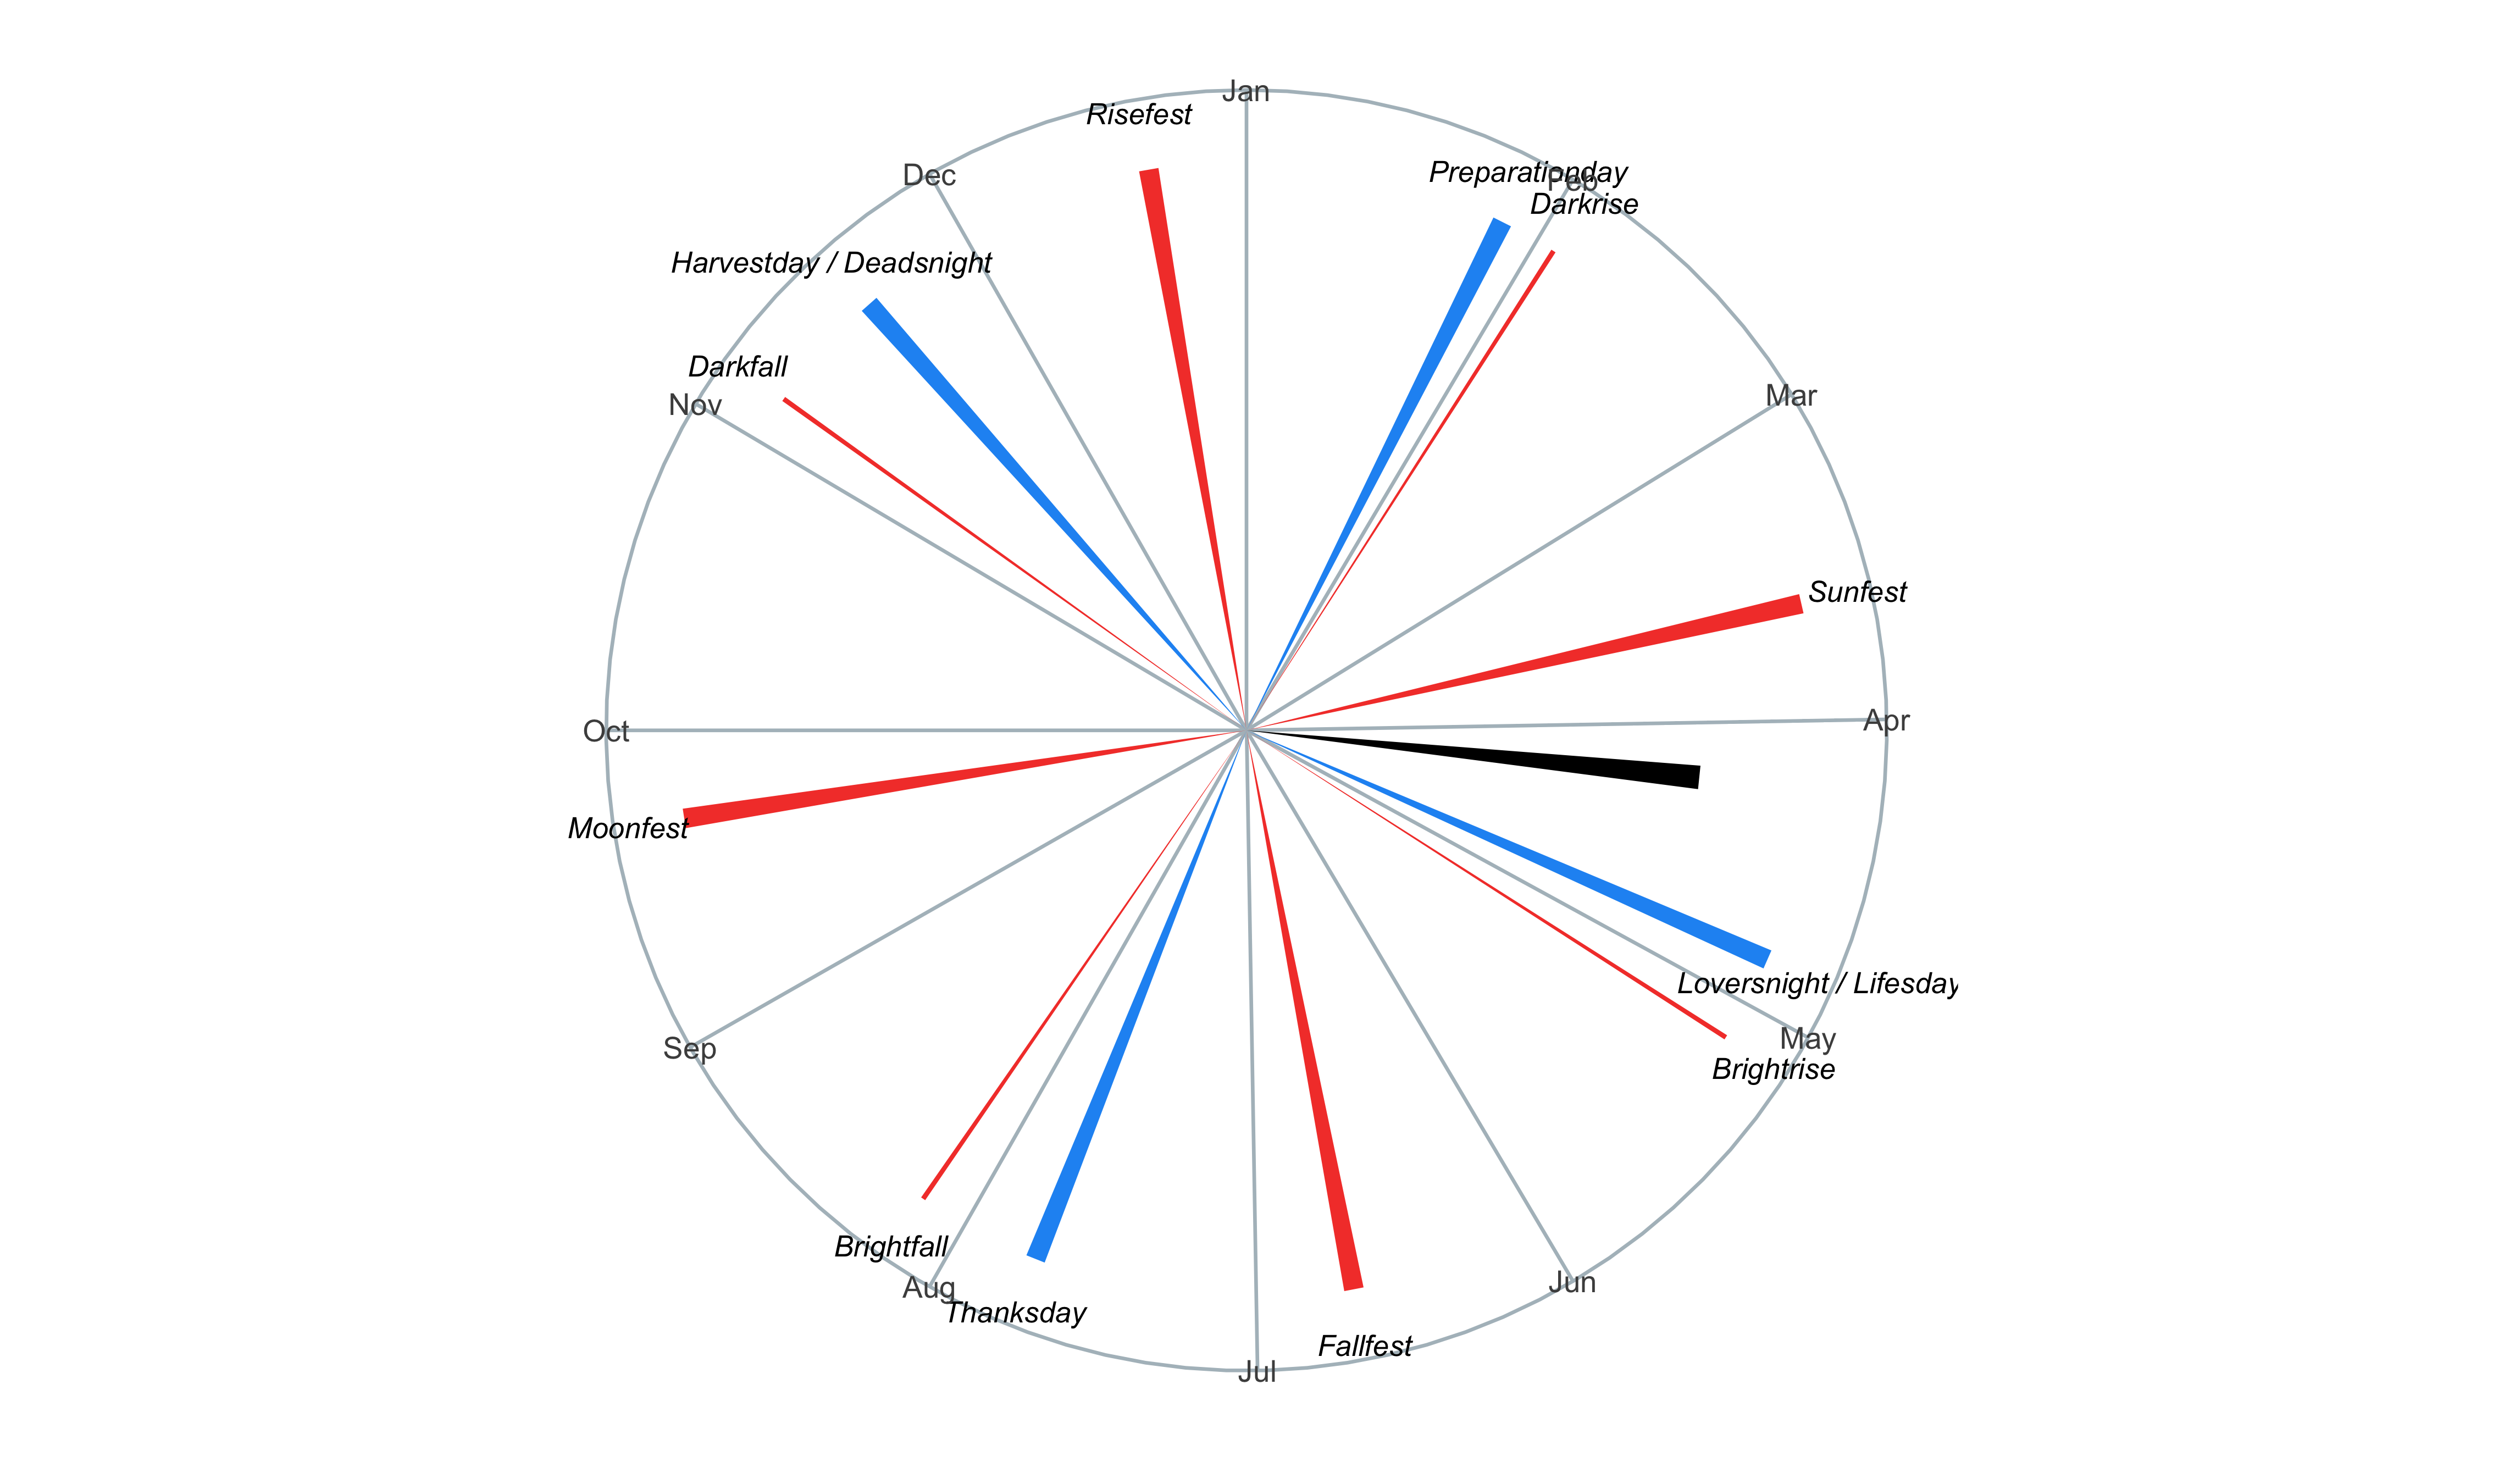 Jan
Risefest
Preparationday
Feb
Dec
Darkrise
Harvestday / Deadsnight
Darkfall
Nov
Mar
Sunfest
Apr
Oct
Moonfest
Loversnight / Lifesday
May
Sep
Brightrise
Brightfall
Aug
Jun
Thanksday
Fallfest
Jul